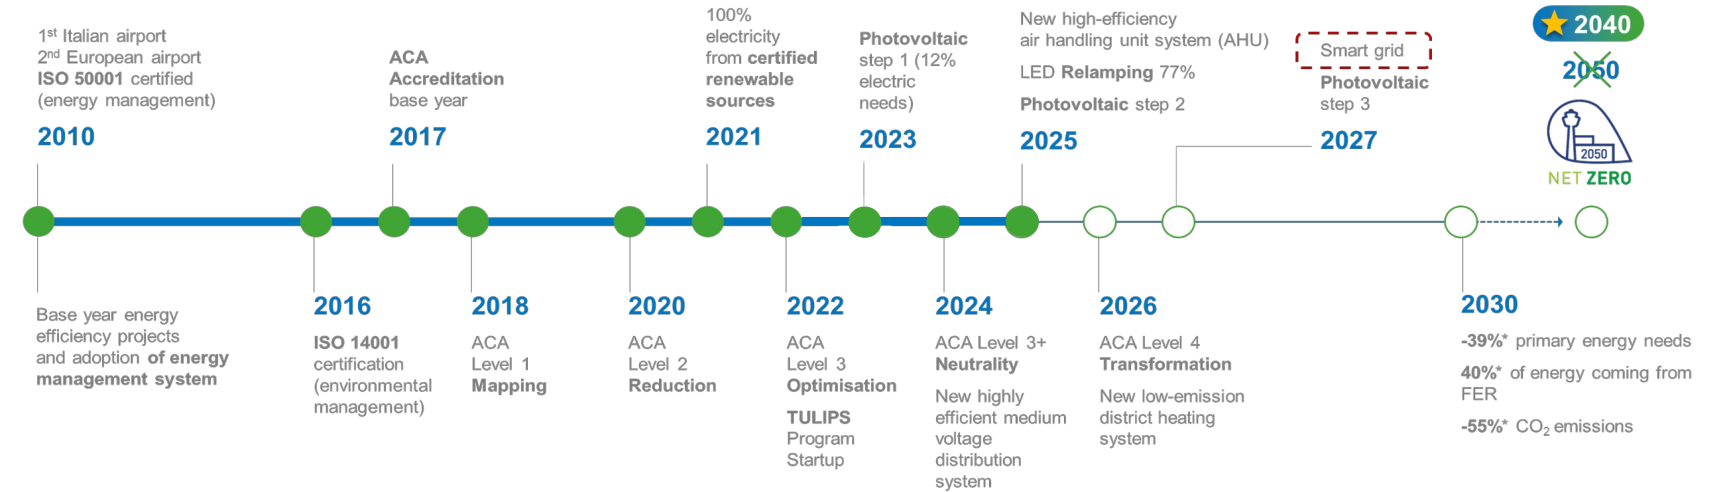 1st Italian airport
2nd European airport
ISO 50001 certified
(energy management)
2010
ACA
Accreditation
base year
2017
100%
electricity
from certified
renewable
sources
2021
Photovoltaic
step 1 (12%
electric
needs)
2023
New high-efficiency
air handling unit system (AHU)
LED Relamping 77%
Photovoltaic step 2
2025
Smart grid
Photovoltaic
step 3
2027
2040
2050
2050
NET ZERO
Base year energy
efficiency projects
and adoption of energy
management system
2016
ISO 14001
certification
(environmental
management)
2018
ACA
Level 1
Mapping
2020
ACA
Level 2
Reduction
2022
ACA
Level 3
Optimisation
TULIPS
Program
Startup
2024
ACA Level 3+
Neutrality
New highly
efficient medium
voltage
distribution
system
2026
ACA Level 4
Transformation
New low-emission
district heating
system
2030
-39%* primary energy needs
40%* of energy coming from
FER
-55%* CO2 emissions